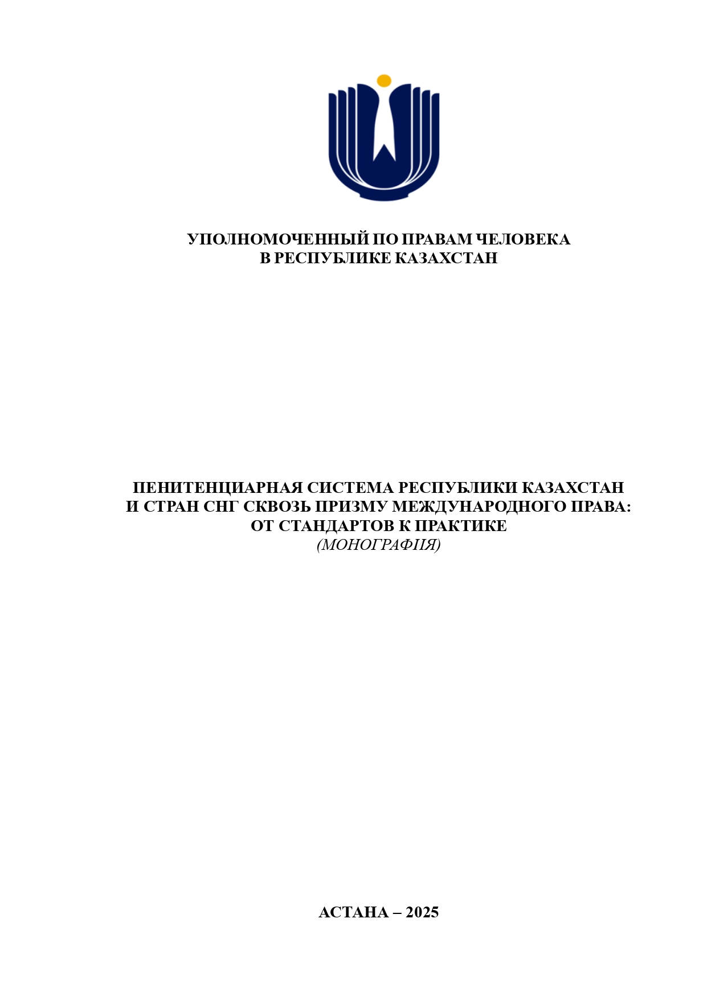 УПОЛНОМОЧЕННЫЙ ПО ПРАВАМ ЧЕЛОВЕКА
В РЕСПУБЛИКЕ КАЗАХСТАН
ПЕНИТЕНЦИАРНАЯ СИСТЕМА РЕСПУБЛИКИ КАЗАХСТАН
И СТРАН СНГ СКВОЗЬ ПРИЗМУ МЕЖДУНАРОДНОГО ПРАВА:
ОТ СТАНДАРТОВ К ПРАКТИКЕ
(МОНОГРАФІІЯ)
АСТАНА – 2025